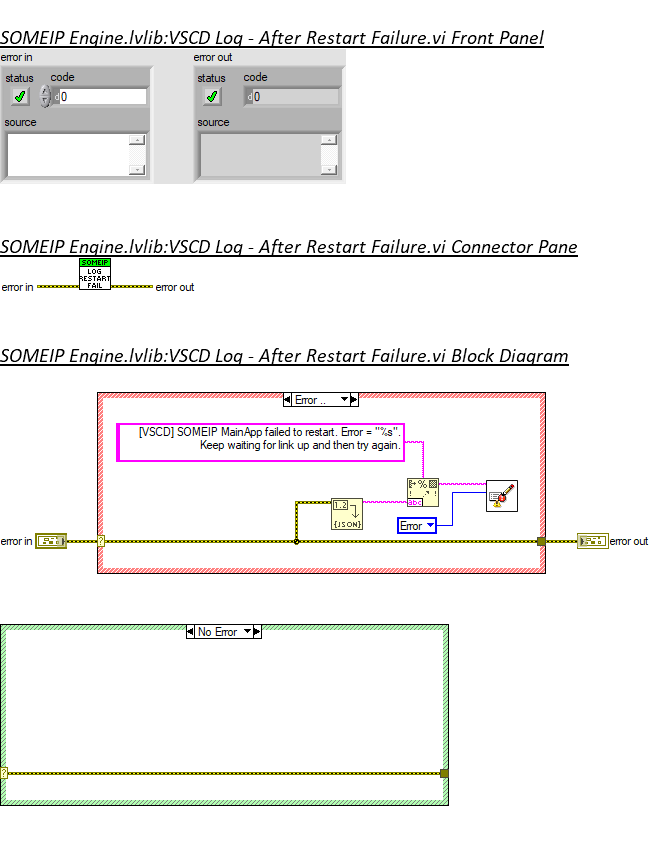 SOMEIP Engine.lvlib:VSCD Log - After Restart Failure.vi Front Panel
error in
error out
status code
status code
d0
d0
source
source
SOMEIP Engine.lvlib:VSCD Log - After Restart Failure.vi Connector Pane
SOMEIP
LOG
RESTART
FAIL
error in
error out
SOMEIP Engine.lvlib:VSCD Log - After Restart Failure.vi Block Diagram
Error ..
[VSCD] SOMEIP MainApp failed to restart. Error = "%s".
Keep waiting for link up and then try again.
%
abc
1.2
{JSON}
Error
error in
?
error out
No Error
?